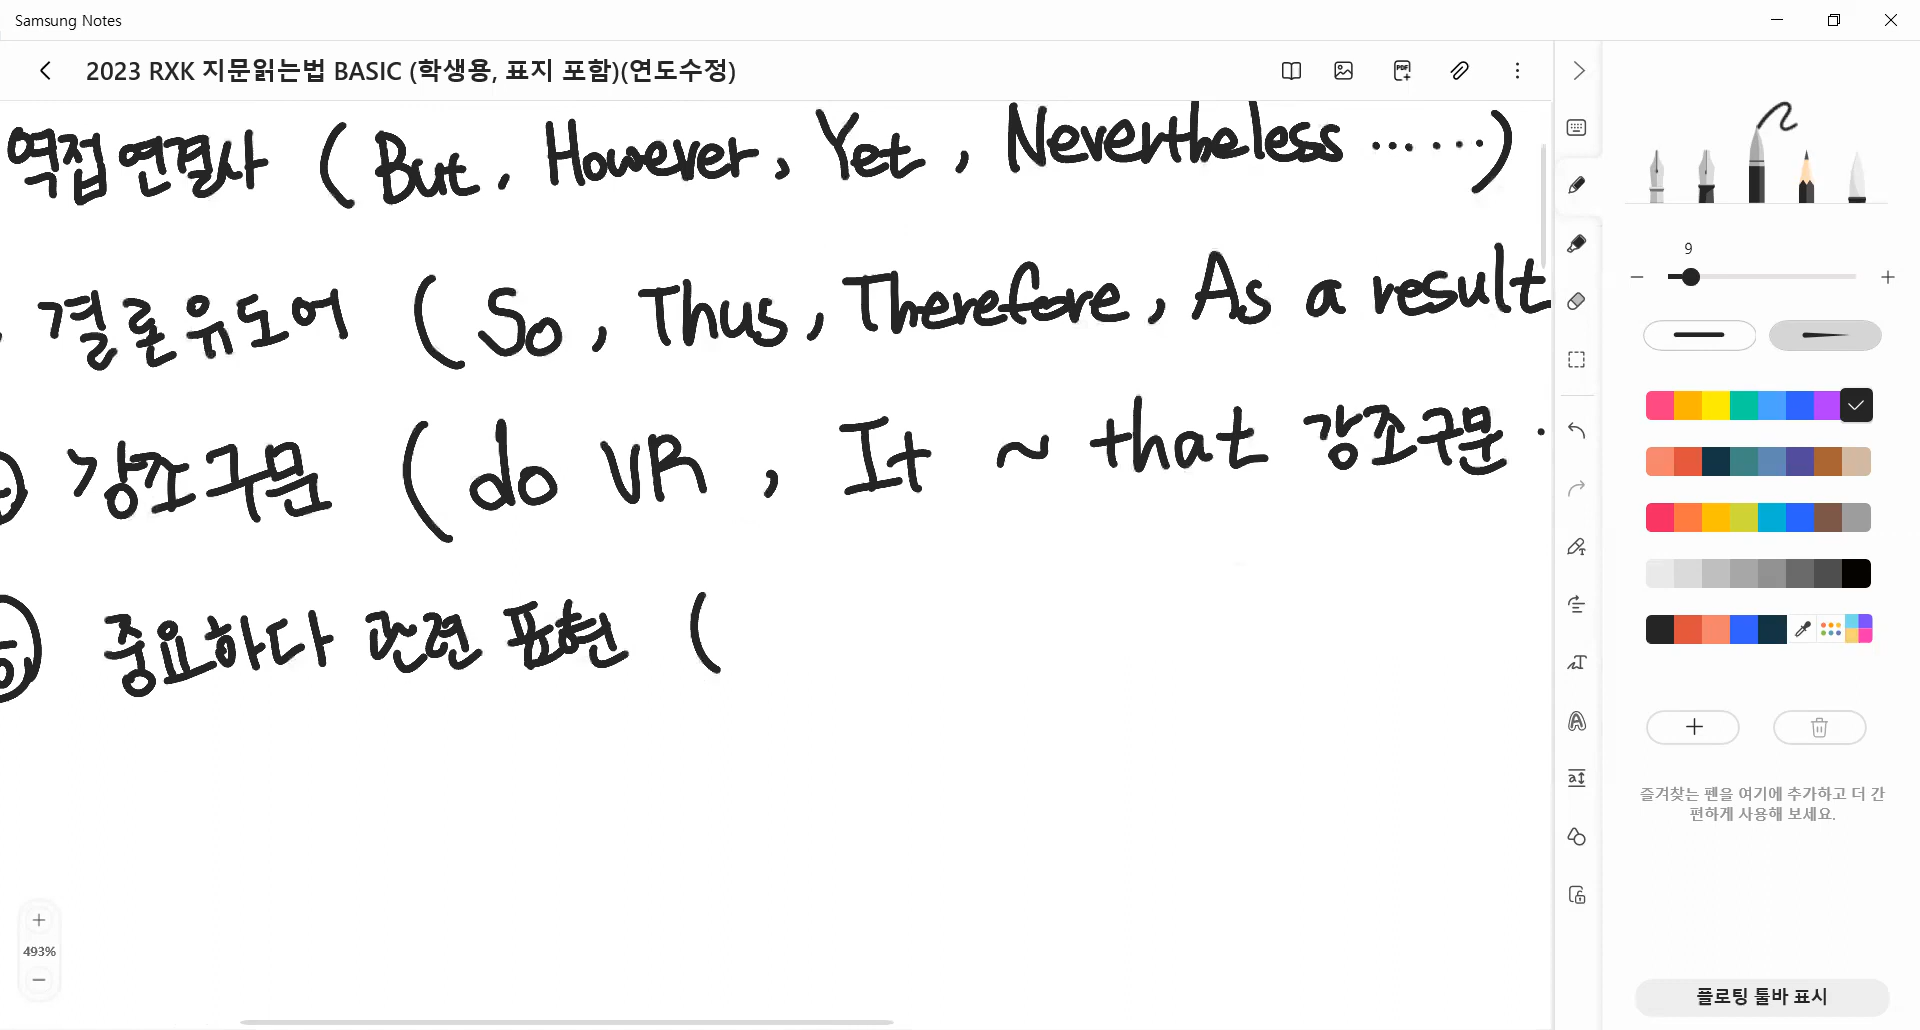 Samsung Notes
2023 RXK 지문읽는법 BASIC (학생용, 표지 포함)(연도수정)
역접 연결사 ( But, However, Yet, Nevertheless ……)
결론 유도어 ( So, Thus, Therefore, As a result
강조구문 ( do VR, It ~ that 강조구문 ·
중요하다 관련 표현 (
9
즐겨찾는 펜을 여기에 추가하고 더 간
편하게 사용해 보세요.
493%
플로팅 툴바 표시